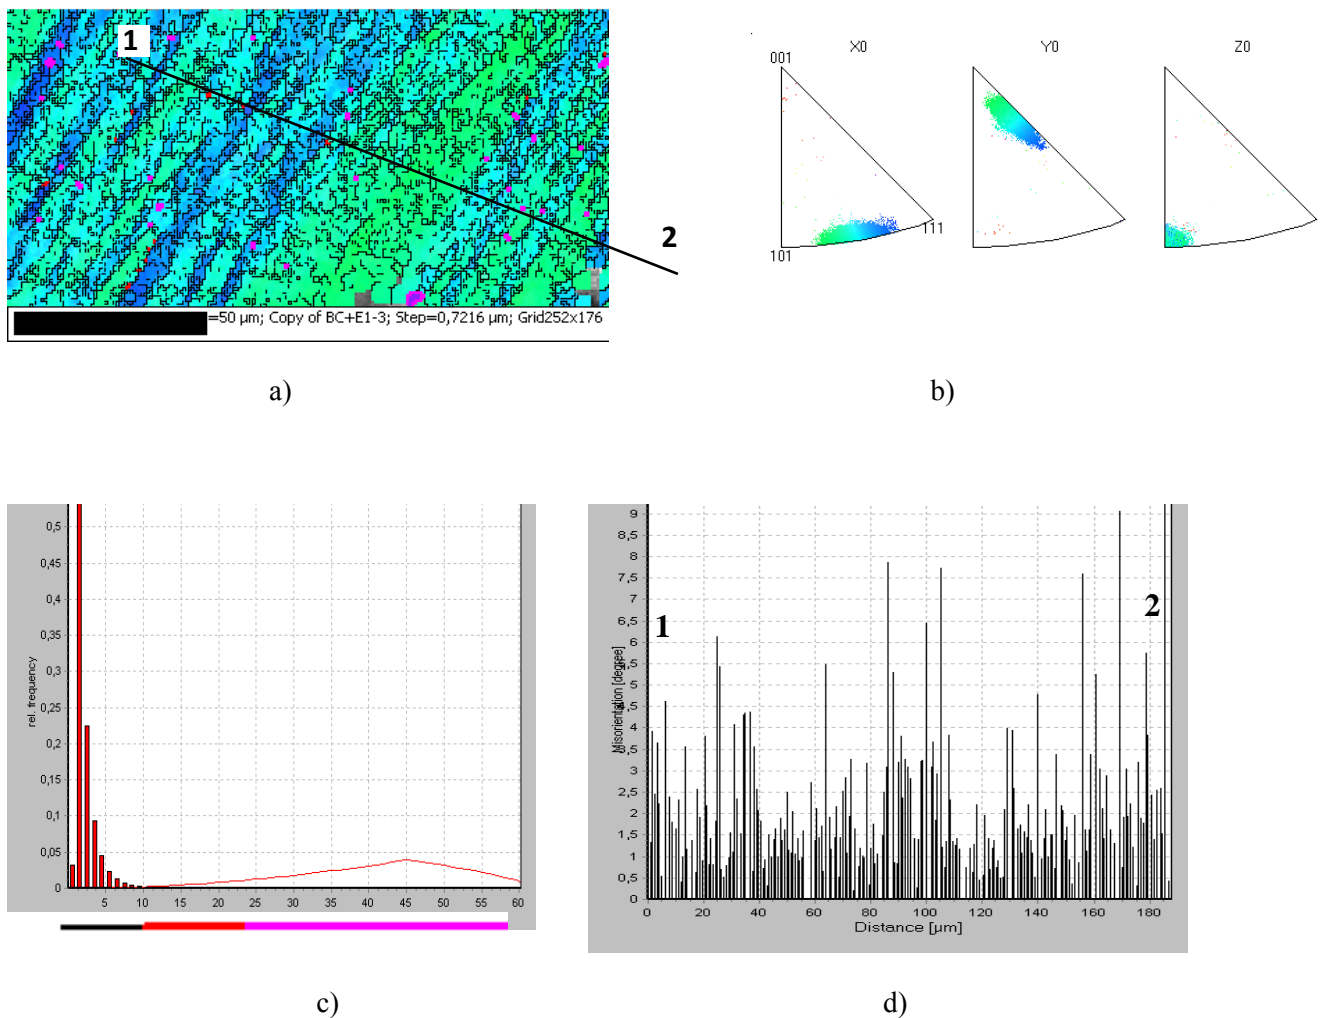 1
2
=50 µm; Copy of BC+E1-3; Step=0,7216 µm; Grid252x176
a)
X0
Y0
Z0
001
111
101
b)
rel. frequency
0,5
0,45
0,4
0,35
0,3
0,25
0,2
0,15
0,1
0,05
0
5 10 15 20 25 30 35 40 45 50 55 60
c)
Misorientation [degree]
9
8,5
8
7,5
7
6,5
6
5,5
5
4,5
4
3,5
3
2,5
2
1,5
1
0,5
0
1
2
0 20 40 60 80 100 120 140 160 180
Distance [µm]
d)